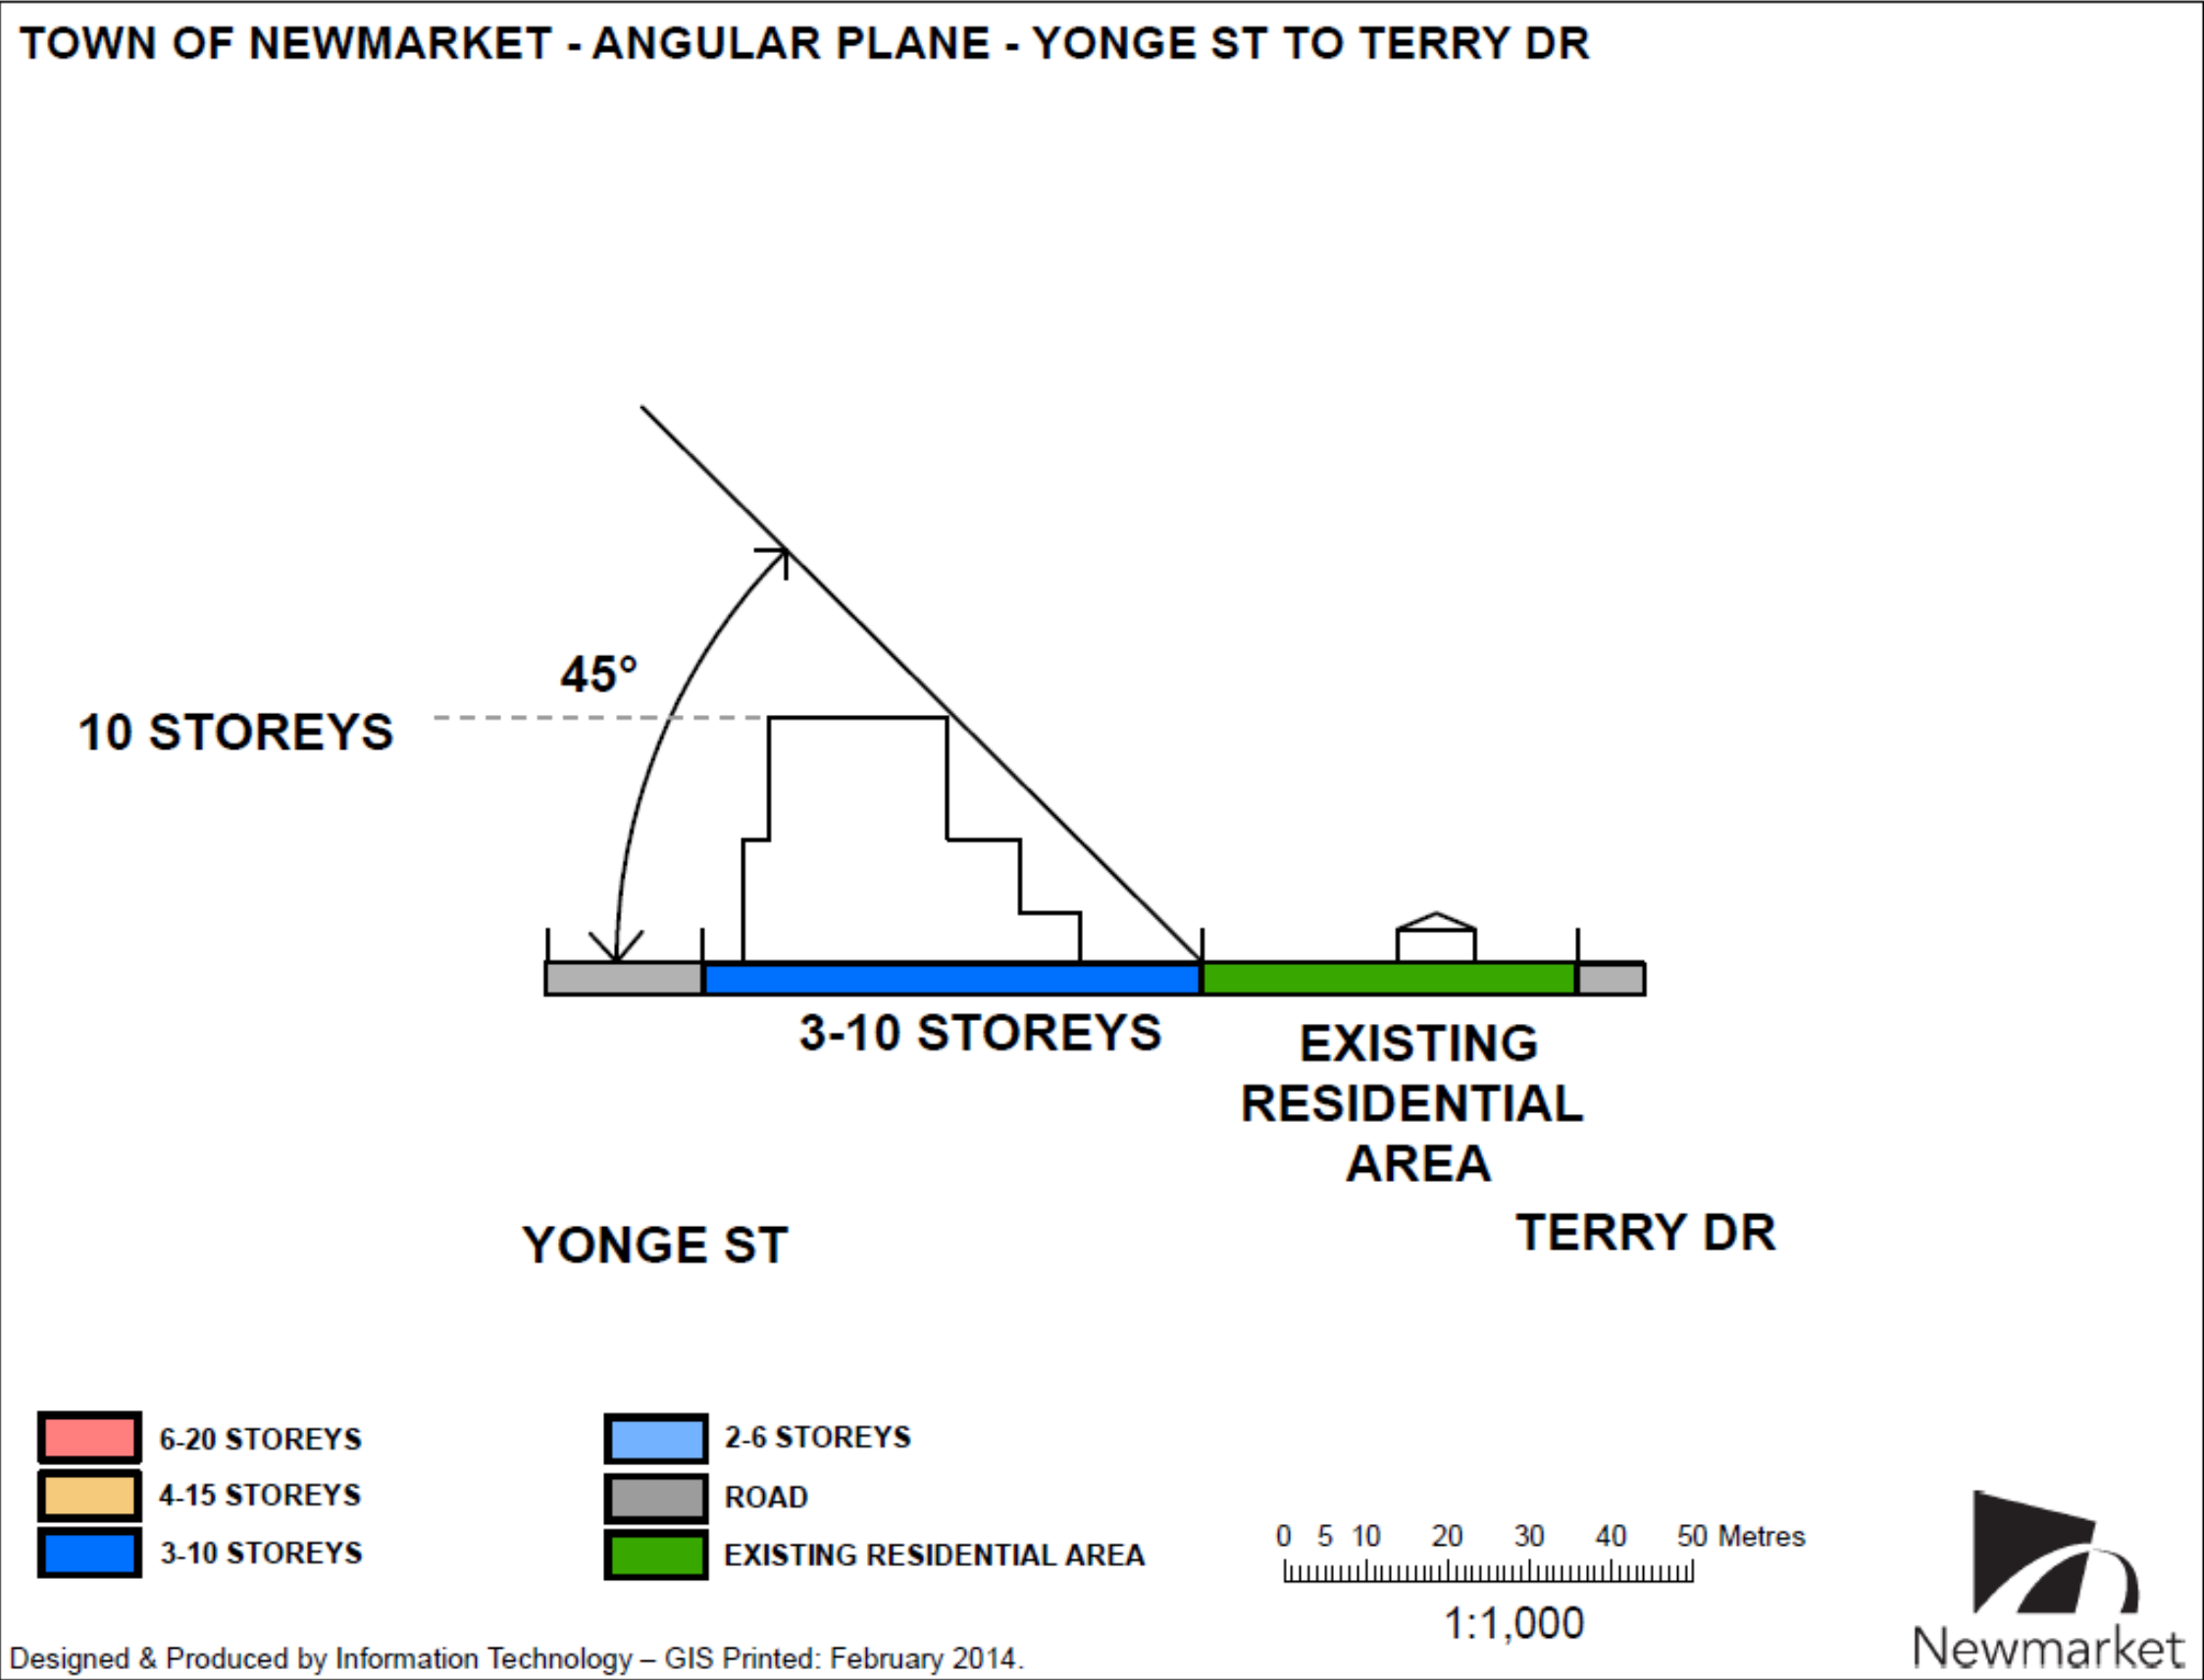 TOWN OF NEWMARKET - ANGULAR PLANE - YONGE ST TO TERRY DR
45°
10 STOREYS
3-10 STOREYS
EXISTING
RESIDENTIAL
AREA
YONGE ST
TERRY DR
6-20 STOREYS
4-15 STOREYS
3-10 STOREYS
2-6 STOREYS
ROAD
EXISTING RESIDENTIAL AREA
0 5 10 20 30 40 50 Metres
1:1,000
Newmarket
Designed & Produced by Information Technology – GIS Printed: February 2014.